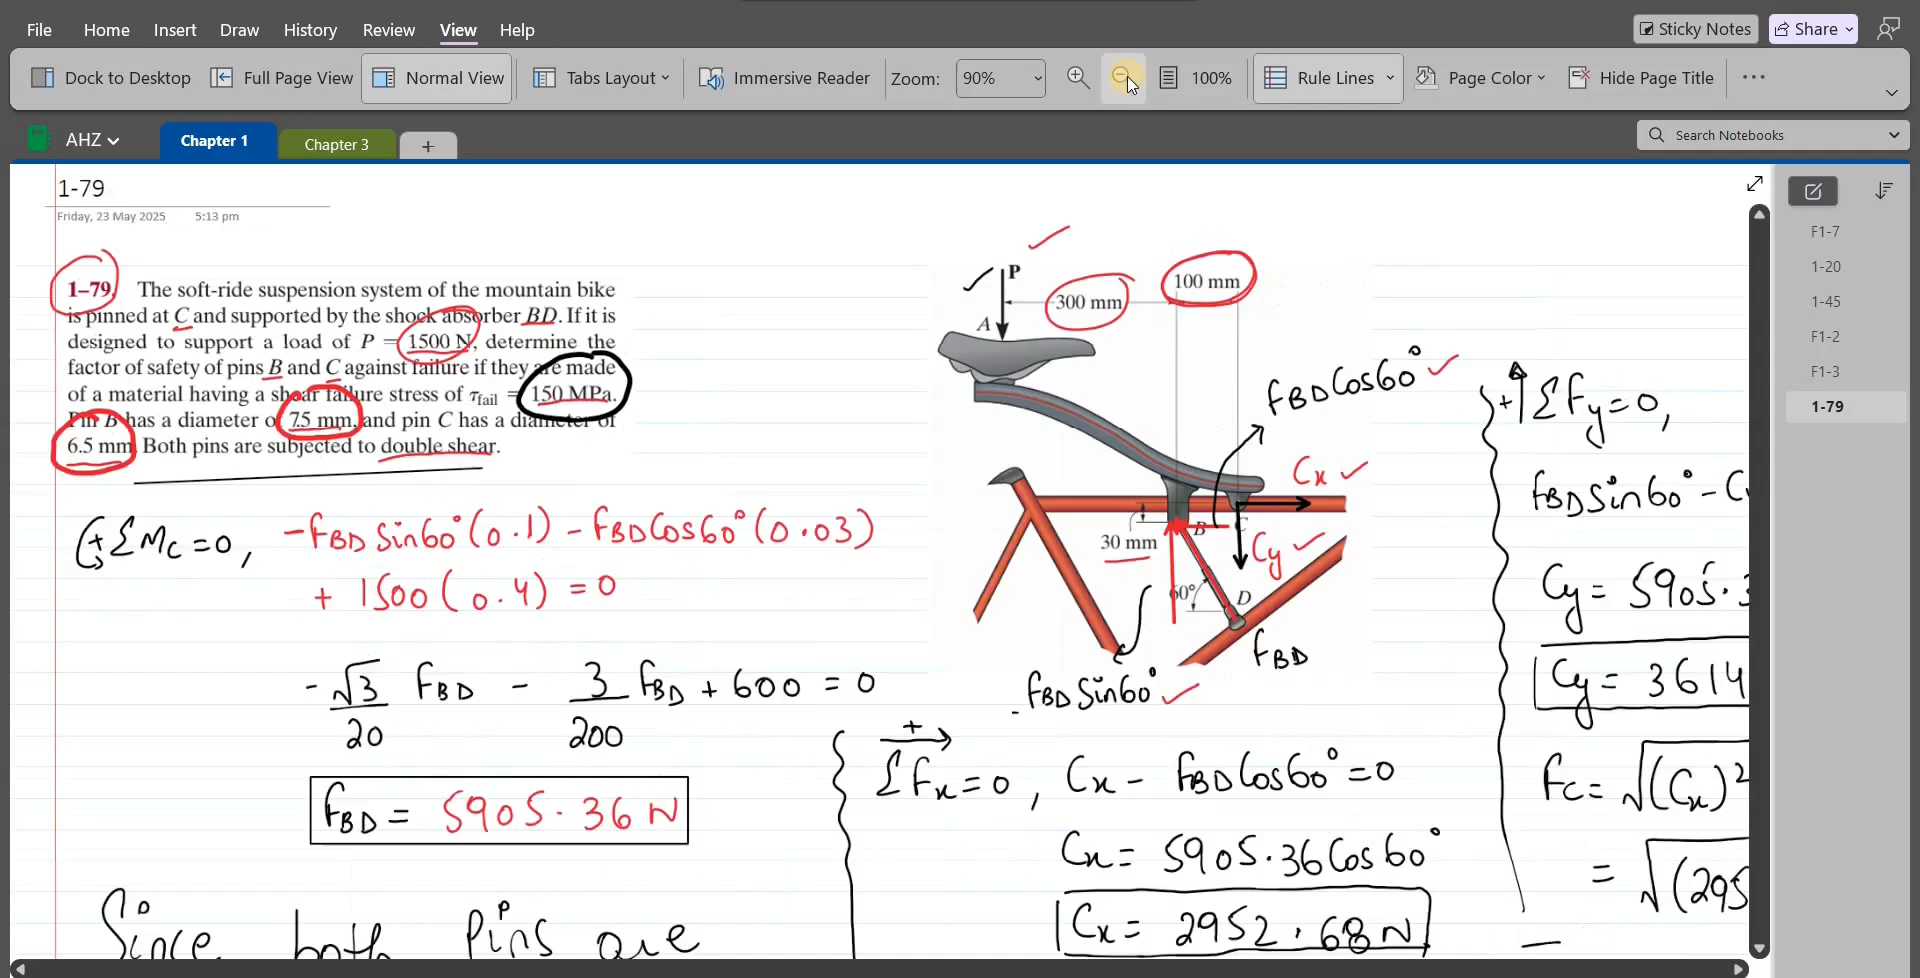 File Home Insert Draw History Review View Help
Sticky Notes Share
Dock to Desktop Full Page View Normal View Tabs Layout Immersive Reader Zoom: 90% 100% Rule Lines Page Color Hide Page Title
AHZ Chapter 1 Chapter 3 + Search Notebooks
1-79
Friday, 23 May 2025 5:13 pm
1–79. The soft-ride suspension system of the mountain bike
is pinned at C and supported by the shock absorber BD. If it is
designed to support a load of P = 1500 N, determine the
factor of safety of pins B and C against failure if they are made
of a material having a shear failure stress of τfail = 150 MPa.
Pin B has a diameter of 7.5 mm, and pin C has a diameter of
6.5 mm. Both pins are subjected to double shear.
+ΣMC=0, -FBD Sin60°(0.1) - FBD Cos60°(0.03)
+ 1500(0.4) = 0
- √3/20 FBD - 3/200 FBD + 600 = 0
FBD = 5905.36 N
Since both Pins are
P
300 mm
100 mm
A
FBD Cos60°
Cx
B
C
30 mm
Cy
60°
D
FBD
FBD Sin60°
+
ΣFx=0, Cx - FBD Cos60°=0
Cx = 5905.36 Cos60°
Cx = 2952.68 N
+ ΣFy=0,
FBD Sin60° - C
Cy = 5905.3
Cy = 3614
FC= √(Cx)2
= √(295
F1-7
1-20
1-45
F1-2
F1-3
1-79